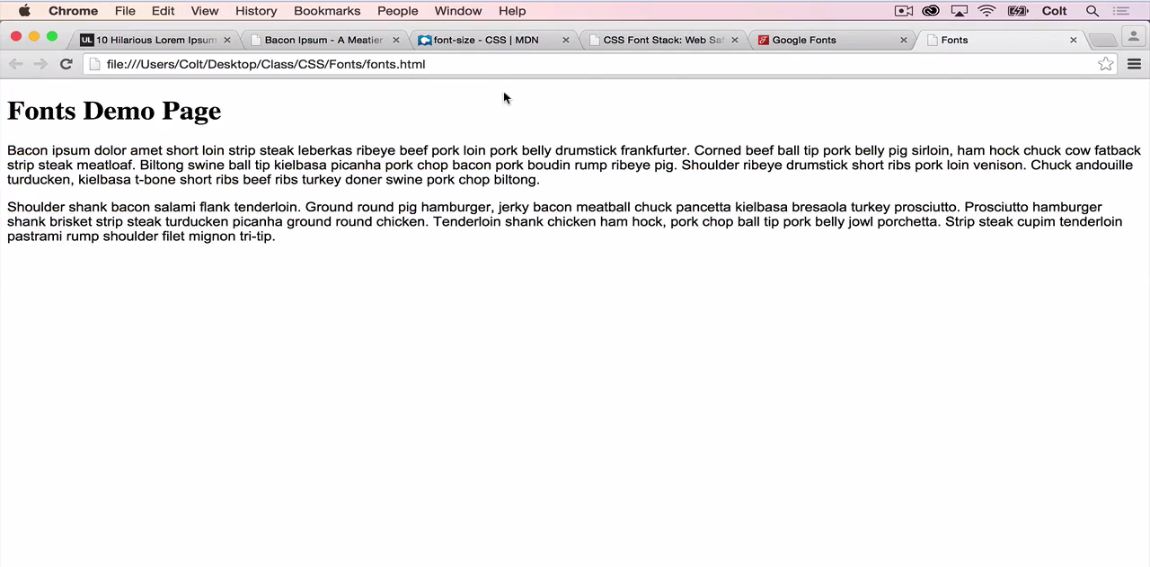 Chrome File Edit View History Bookmarks People Window Help Colt
UL 10 Hilarious Lorem Ipsum Bacon Ipsum - A Meatier font-size - CSS | MDN CSS Font Stack: Web Saf Google Fonts Fonts
file:///Users/Colt/Desktop/Class/CSS/Fonts/fonts.html
Fonts Demo Page
Bacon ipsum dolor amet short loin strip steak leberkas ribeye beef pork loin pork belly drumstick frankfurter. Corned beef ball tip pork belly pig sirloin, ham hock chuck cow fatback
strip steak meatloaf. Biltong swine ball tip kielbasa picanha pork chop bacon pork boudin rump ribeye pig. Shoulder ribeye drumstick short ribs pork loin venison. Chuck andouille
turducken, kielbasa t-bone short ribs beef ribs turkey doner swine pork chop biltong.
Shoulder shank bacon salami flank tenderloin. Ground round pig hamburger, jerky bacon meatball chuck pancetta kielbasa bresaola turkey prosciutto. Prosciutto hamburger
shank brisket strip steak turducken picanha ground round chicken. Tenderloin shank chicken ham hock, pork chop ball tip pork belly jowl porchetta. Strip steak cupim tenderloin
pastrami rump shoulder filet mignon tri-tip.